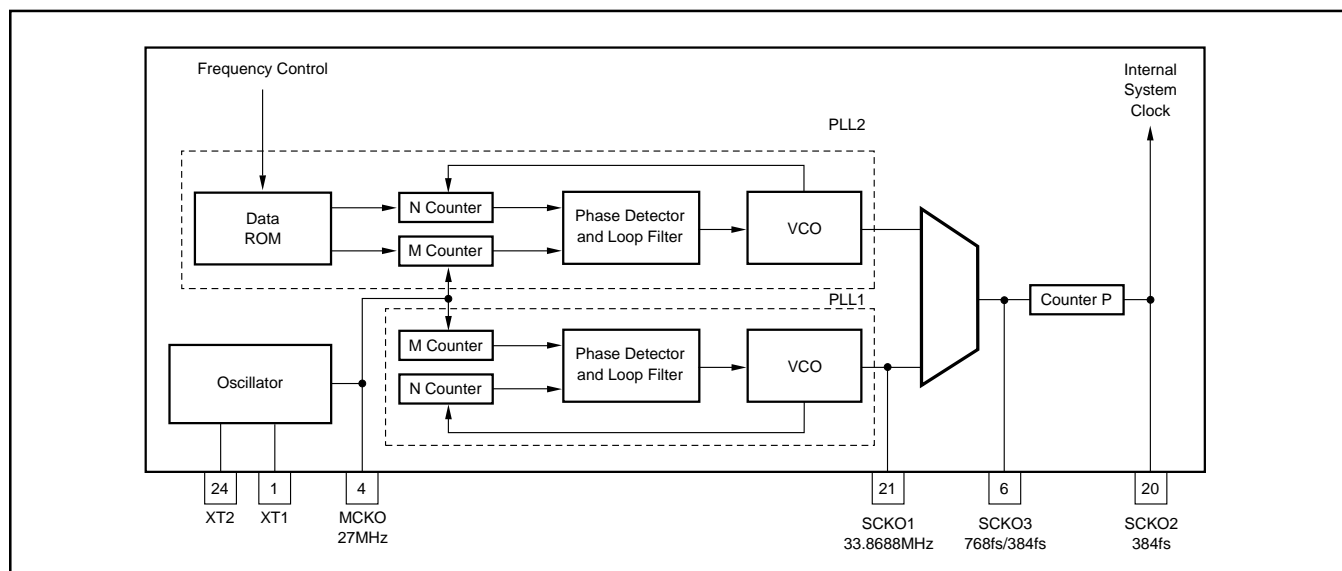 Frequency Control
Internal
System
Clock
PLL2
Data
ROM
N Counter
M Counter
Phase Detector
and Loop Filter
VCO
PLL1
Counter P
Oscillator
M Counter
N Counter
Phase Detector
and Loop Filter
VCO
24
XT2
1
XT1
4
MCKO
27MHz
21
SCKO1
33.8688MHz
6
SCKO3
768fs/384fs
20
SCKO2
384fs